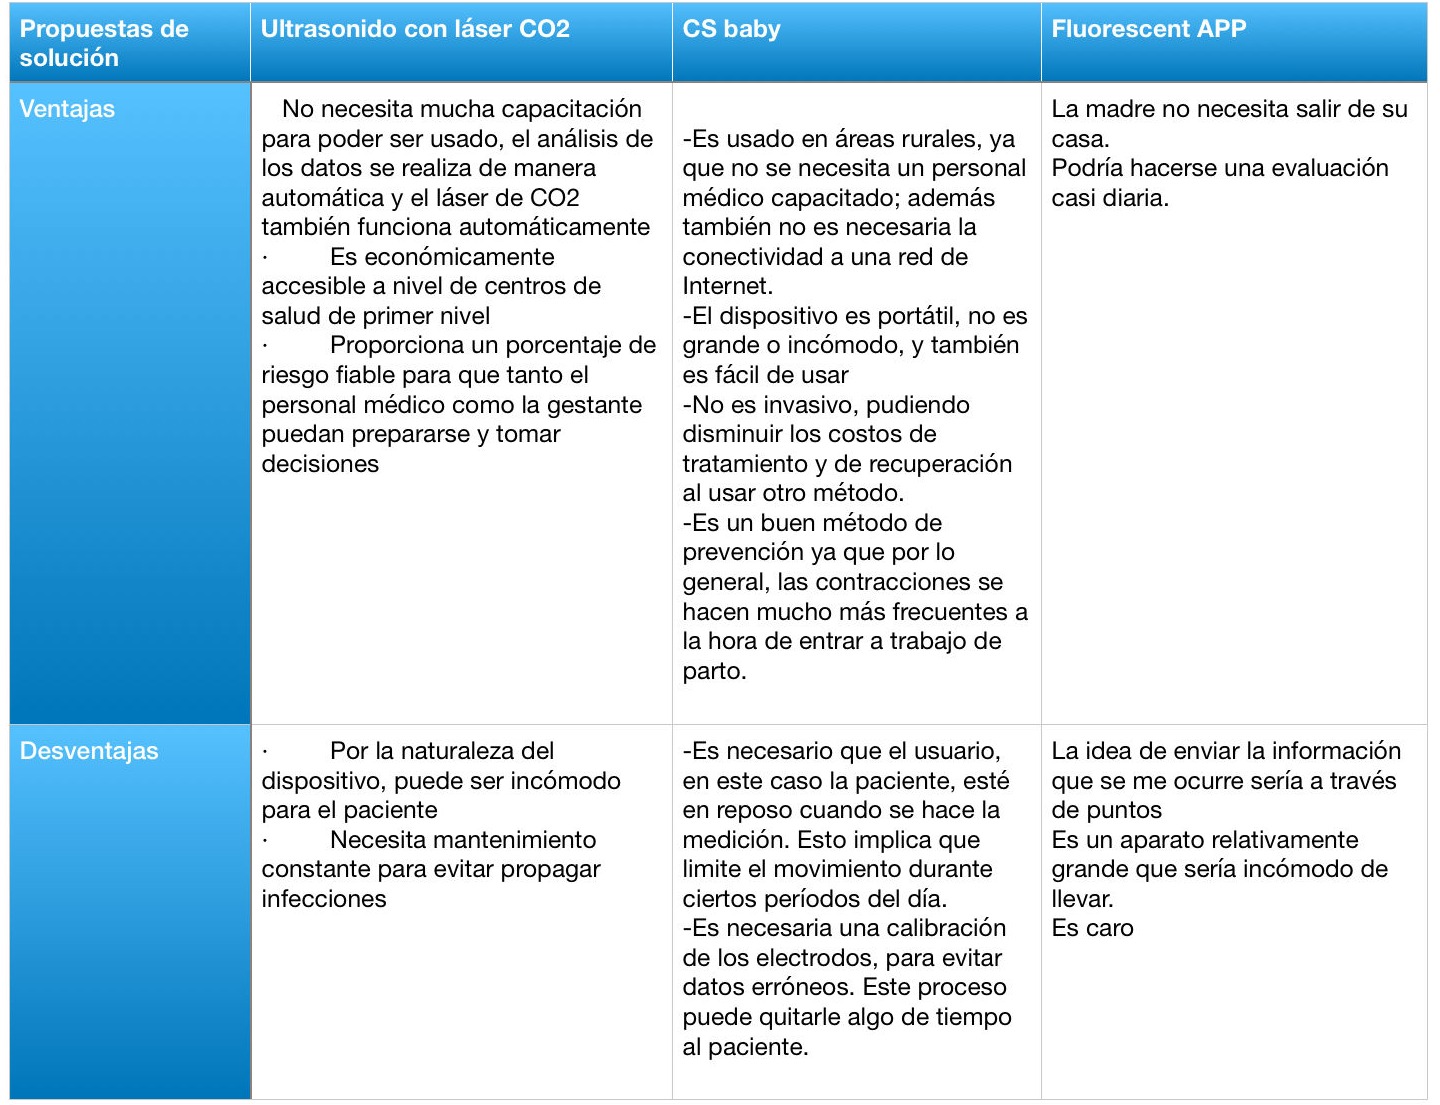 Propuestas de
solución
Ultrasonido con láser CO2
CS baby
Fluorescent APP
Ventajas
No necesita mucha capacitación
para poder ser usado, el análisis de
los datos se realiza de manera
automática y el láser de CO2
también funciona automáticamente
· Es económicamente
accesible a nivel de centros de
salud de primer nivel
· Proporciona un porcentaje de
riesgo fiable para que tanto el
personal médico como la gestante
puedan prepararse y tomar
decisiones
-Es usado en áreas rurales, ya
que no se necesita un personal
médico capacitado; además
también no es necesaria la
conectividad a una red de
Internet.
-El dispositivo es portátil, no es
grande o incómodo, y también
es fácil de usar
-No es invasivo, pudiendo
disminuir los costos de
tratamiento y de recuperación
al usar otro método.
-Es un buen método de
prevención ya que por lo
general, las contracciones se
hacen mucho más frecuentes a
la hora de entrar a trabajo de
parto.
La madre no necesita salir de su
casa.
Podría hacerse una evaluación
casi diaria.
Desventajas
· Por la naturaleza del
dispositivo, puede ser incómodo
para el paciente
· Necesita mantenimiento
constante para evitar propagar
infecciones
-Es necesario que el usuario,
en este caso la paciente, esté
en reposo cuando se hace la
medición. Esto implica que
limite el movimiento durante
ciertos períodos del día.
-Es necesaria una calibración
de los electrodos, para evitar
datos erróneos. Este proceso
puede quitarle algo de tiempo
al paciente.
La idea de enviar la información
que se me ocurre sería a través
de puntos
Es un aparato relativamente
grande que sería incómodo de
llevar.
Es caro